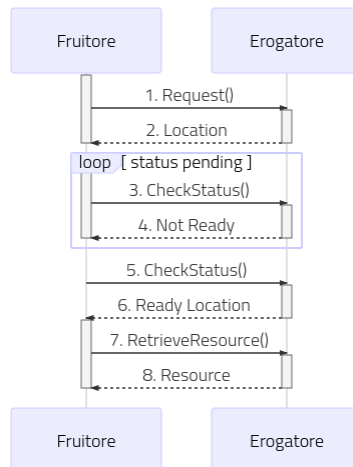 Fruitore Erogatore
1. Request()
2. Location
loop [ status pending ]
3. CheckStatus()
4. Not Ready
5. CheckStatus()
6. Ready Location
7. RetrieveResource()
8. Resource
Fruitore Erogatore